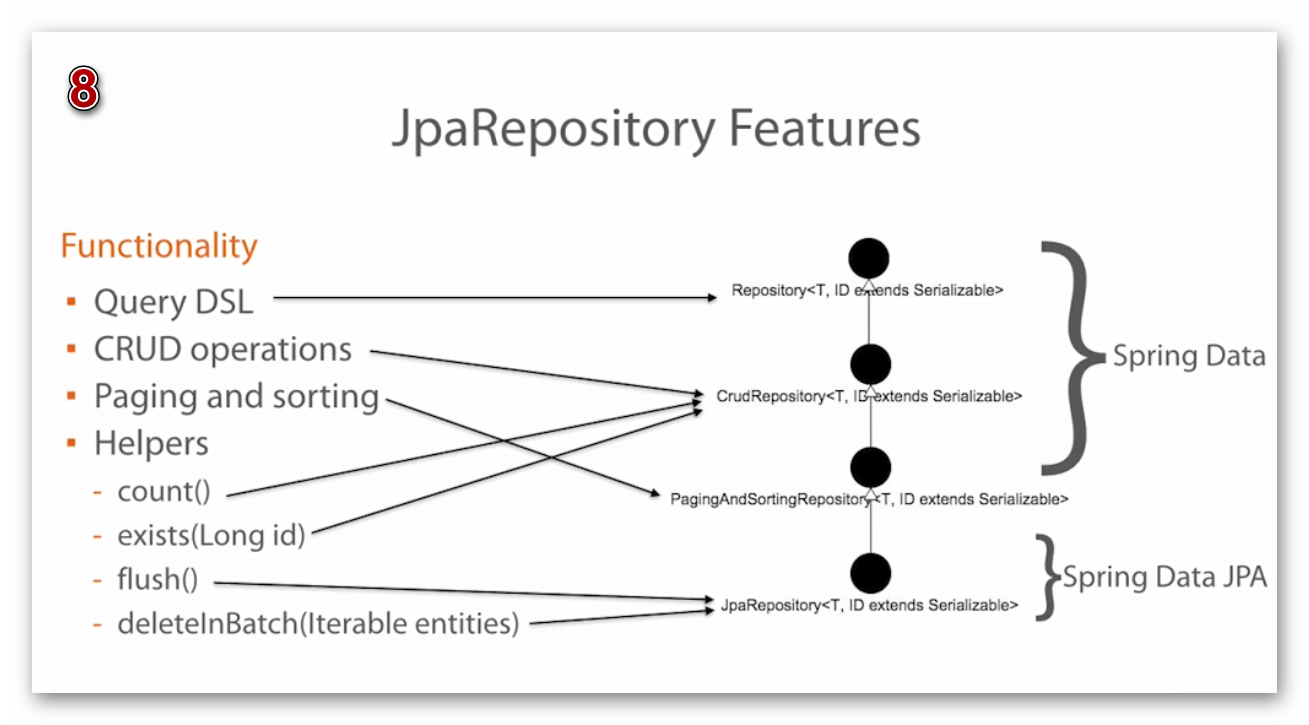 8
JpaRepository Features
Functionality
▪ Query DSL
▪ CRUD operations
▪ Paging and sorting
▪ Helpers
- count()
- exists(Long id)
- flush()
- deleteInBatch(Iterable entities)
Repository<T, ID extends Serializable>
CrudRepository<T, ID extends Serializable>
PagingAndSortingRepository<T, ID extends Serializable>
JpaRepository<T, ID extends Serializable>
Spring Data
Spring Data JPA